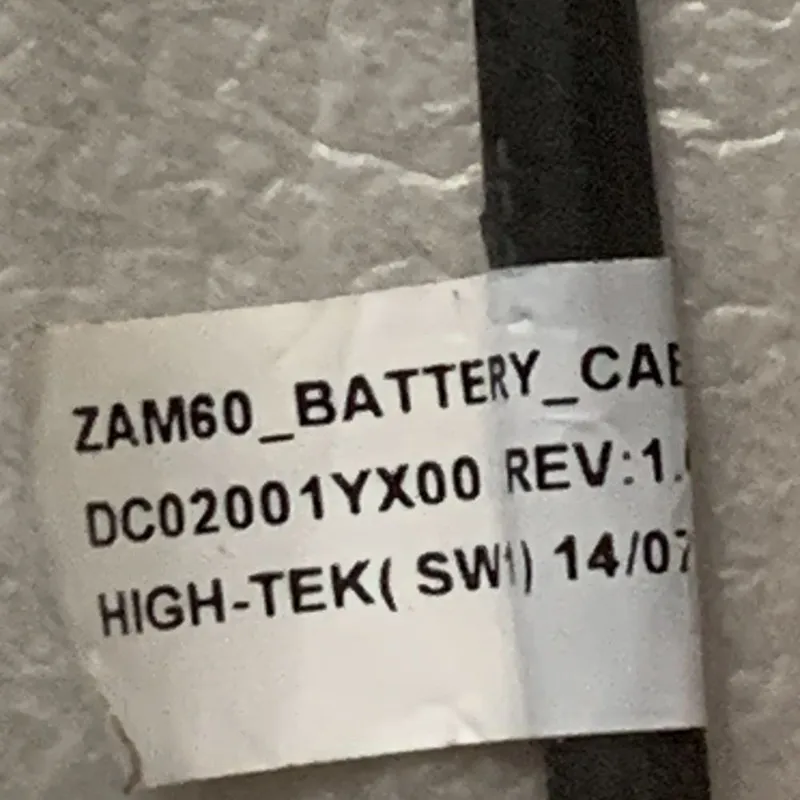 ZAM60_BATTERY_CAB
DC02001YX00 REV:1.
HIGH-TEK( SW1) 14/07